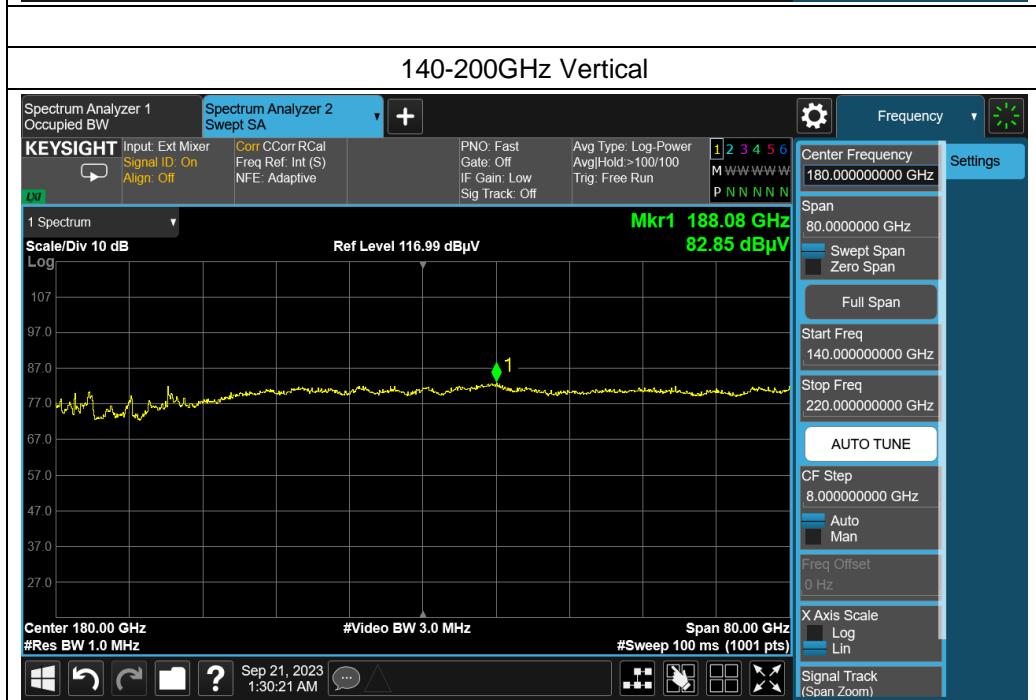 140-200GHz Vertical
Spectrum Analyzer 1
Occupied BW
Spectrum Analyzer 2
Swept SA
Frequency
KEYSIGHT
LXI
Input: Ext Mixer
Signal ID: On
Align: Off
Corr CCorr RCal
Freq Ref: Int (S)
NFE: Adaptive
PNO: Fast
Gate: Off
IF Gain: Low
Sig Track: Off
Avg Type: Log-Power
Avg|Hold:>100/100
Trig: Free Run
1 2 3 4 5 6
M W W W W W
P N N N N N
1 Spectrum
Mkr1 188.08 GHz
82.85 dBµV
Scale/Div 10 dB
Ref Level 116.99 dBµV
Log
107
97.0
87.0
77.0
67.0
57.0
47.0
37.0
27.0
1
Center 180.00 GHz
#Video BW 3.0 MHz
Span 80.00 GHz
#Res BW 1.0 MHz
#Sweep 100 ms (1001 pts)
Sep 21, 2023
1:30:21 AM
Settings
Center Frequency
180.000000000 GHz
Span
80.0000000 GHz
Swept Span
Zero Span
Full Span
Start Freq
140.000000000 GHz
Stop Freq
220.000000000 GHz
AUTO TUNE
CF Step
8.000000000 GHz
Auto
Man
Freq Offset
0 Hz
X Axis Scale
Log
Lin
Signal Track
(Span Zoom)